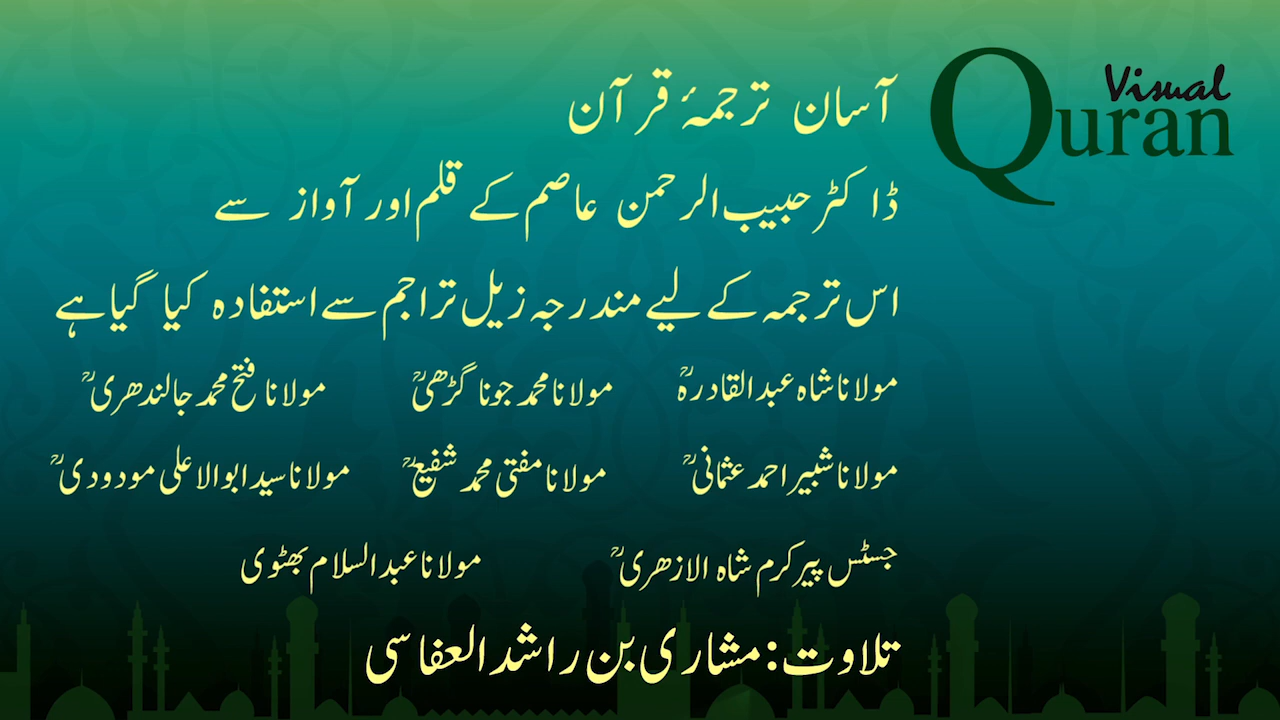 Visual
Quran
آسان ترجمۂ قرآن
ڈاکٹر حبیب الرحمن عاصم کے قلم اور آواز سے
اس ترجمہ کے لیے مندرجہ زیل تراجم سے استفادہ کیا گیا ہے
مولانا شاہ عبدالقادرہؒ مولانا محمد جونا گڑھیؒ مولانا فتح محمد جالندھریؒ
مولانا شبیر احمد عثمانیؒ مولانا مفتی محمد شفیعؒ مولانا سید ابوالاعلی مودودیؒ
جسٹس پیر کرم شاہ الازھریؒ مولانا عبدالسلام بھٹوی
تلاوت: مشاری بن راشد العفاسی